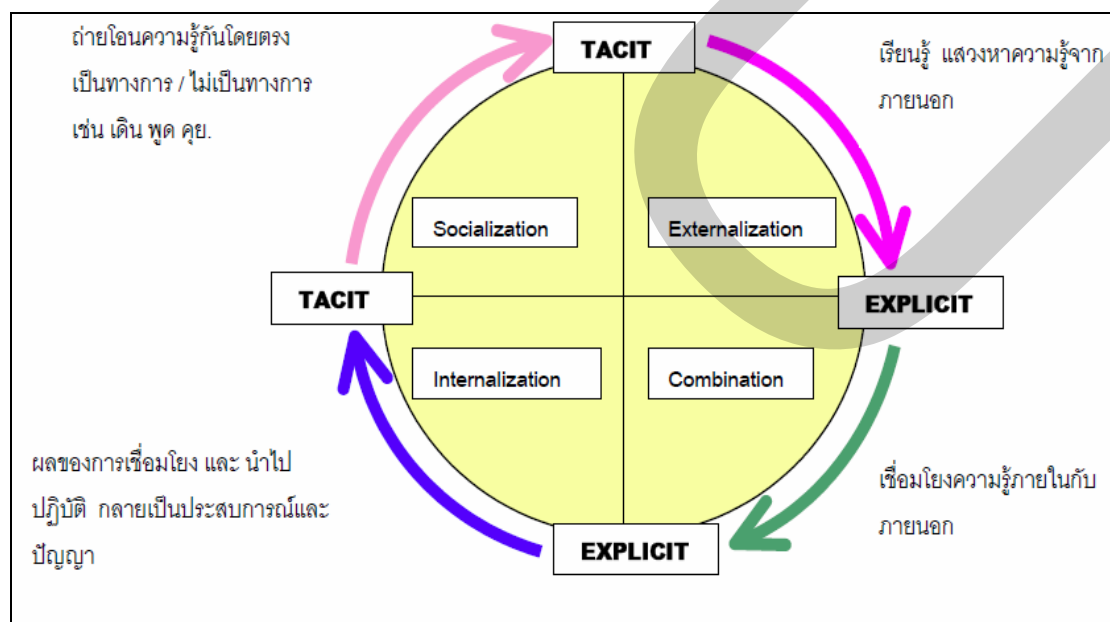 ถ่ายโอนความรู้กันโดยตรง
เป็นทางการ / ไม่เป็นทางการ
เช่น เดิน พูด คุย.
TACIT
เรียนรู้ แสวงหาความรู้จาก
ภายนอก
Socialization
Externalization
TACIT
EXPLICIT
Internalization
Combination
ผลของการเชื่อมโยง และ นำไป
ปฏิบัติ กลายเป็นประสบการณ์และ
ปัญญา
เชื่อมโยงความรู้ภายในกับ
ภายนอก
EXPLICIT